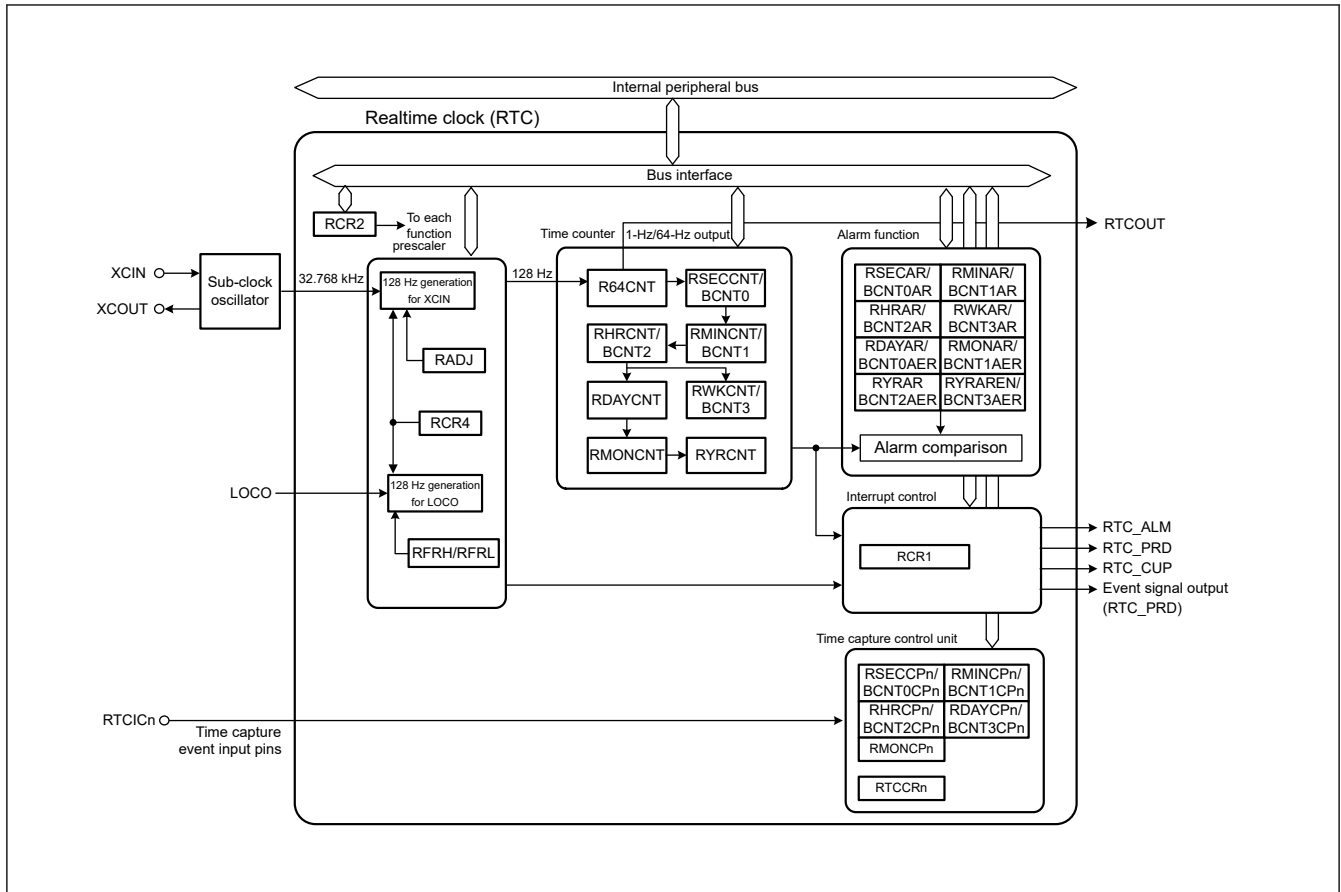 Internal peripheral bus
Realtime clock (RTC)
Bus interface
RCR2
To each
function
prescaler
Time counter
1-Hz/64-Hz output
Alarm function
RTCOUT
XCIN
XCOUT
Sub-clock
oscillator
32.768 kHz
128 Hz generation
for XCIN
RADJ
RCR4
LOCO
128 Hz generation
for LOCO
RFRH/RFRL
128 Hz
R64CNT
RSECCNT/
BCNT0
RHRCNT/
BCNT2
RMINCNT/
BCNT1
RDAYCNT
RWKCNT/
BCNT3
RMONCNT
RYRCNT
RSECAR/
BCNT0AR
RMINAR/
BCNT1AR
RHRAR/
BCNT2AR
RWKAR/
BCNT3AR
RDAYAR/
BCNT0AER
RMONAR/
BCNT1AER
RYRAR
BCNT2AER
RYRAREN/
BCNT3AER
Alarm comparison
Interrupt control
RCR1
RTC_ALM
RTC_PRD
RTC_CUP
Event signal output
(RTC_PRD)
Time capture control unit
RSECCPn/
BCNT0CPn
RMINCPn/
BCNT1CPn
RHRCPn/
BCNT2CPn
RDAYCPn/
BCNT3CPn
RMONCPn
RTCCRn
RTCICn
Time capture
event input pins